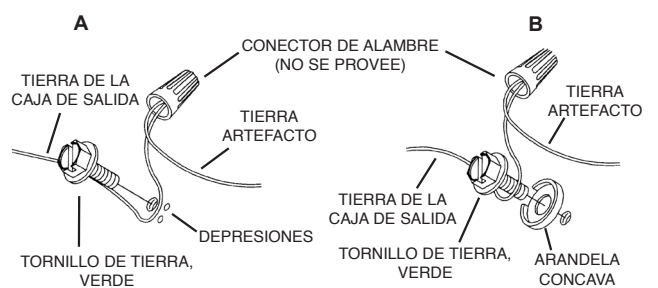 A
CONECTOR DE ALAMBRE
(NO SE PROVEE)
B
TIERRA DE LA
CAJA DE SALIDA
TIERRA
ARTEFACTO
DEPRESIONES
TORNILLO DE TIERRA,
VERDE
TIERRA
ARTEFACTO
TIERRA DE LA
CAJA DE SALIDA
TORNILLO DE TIERRA,
VERDE
ARANDELA
CONCAVA